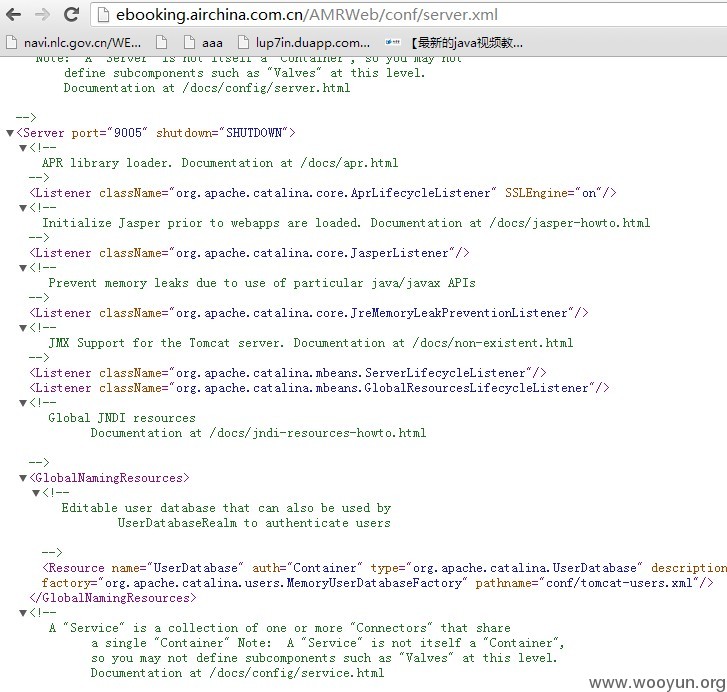 ebooking.airchina.com.cn/AMRWeb/conf/server.xml
navi.nlc.gov.cn/WE... aaa lup7in.duapp.com... 【最新的java视频教...
Note: A "Server" is not itself a "Container", so you may not
define subcomponents such as "Valves" at this level.
Documentation at /docs/config/server.html
-->
▼<Server port="9005" shutdown="SHUTDOWN">
▼<!--
APR library loader. Documentation at /docs/apr.html
-->
<Listener className="org.apache.catalina.core.AprLifecycleListener" SSLEngine="on"/>
▼<!--
Initialize Jasper prior to webapps are loaded. Documentation at /docs/jasper-howto.html
-->
<Listener className="org.apache.catalina.core.JasperListener"/>
▼<!--
Prevent memory leaks due to use of particular java/javax APIs
-->
<Listener className="org.apache.catalina.core.JreMemoryLeakPreventionListener"/>
▼<!--
JMX Support for the Tomcat server. Documentation at /docs/non-existent.html
-->
<Listener className="org.apache.catalina.mbeans.ServerLifecycleListener"/>
<Listener className="org.apache.catalina.mbeans.GlobalResourcesLifecycleListener"/>
▼<!--
Global JNDI resources
Documentation at /docs/jndi-resources-howto.html
-->
▼<GlobalNamingResources>
▼<!--
Editable user database that can also be used by
UserDatabaseRealm to authenticate users
-->
<Resource name="UserDatabase" auth="Container" type="org.apache.catalina.UserDatabase" description
factory="org.apache.catalina.users.MemoryUserDatabaseFactory" pathname="conf/tomcat-users.xml"/>
</GlobalNamingResources>
▼<!--
A "Service" is a collection of one or more "Connectors" that share
a single "Container" Note: A "Service" is not itself a "Container",
so you may not define subcomponents such as "Valves" at this level.
Documentation at /docs/config/service.html
www.wooyun.org